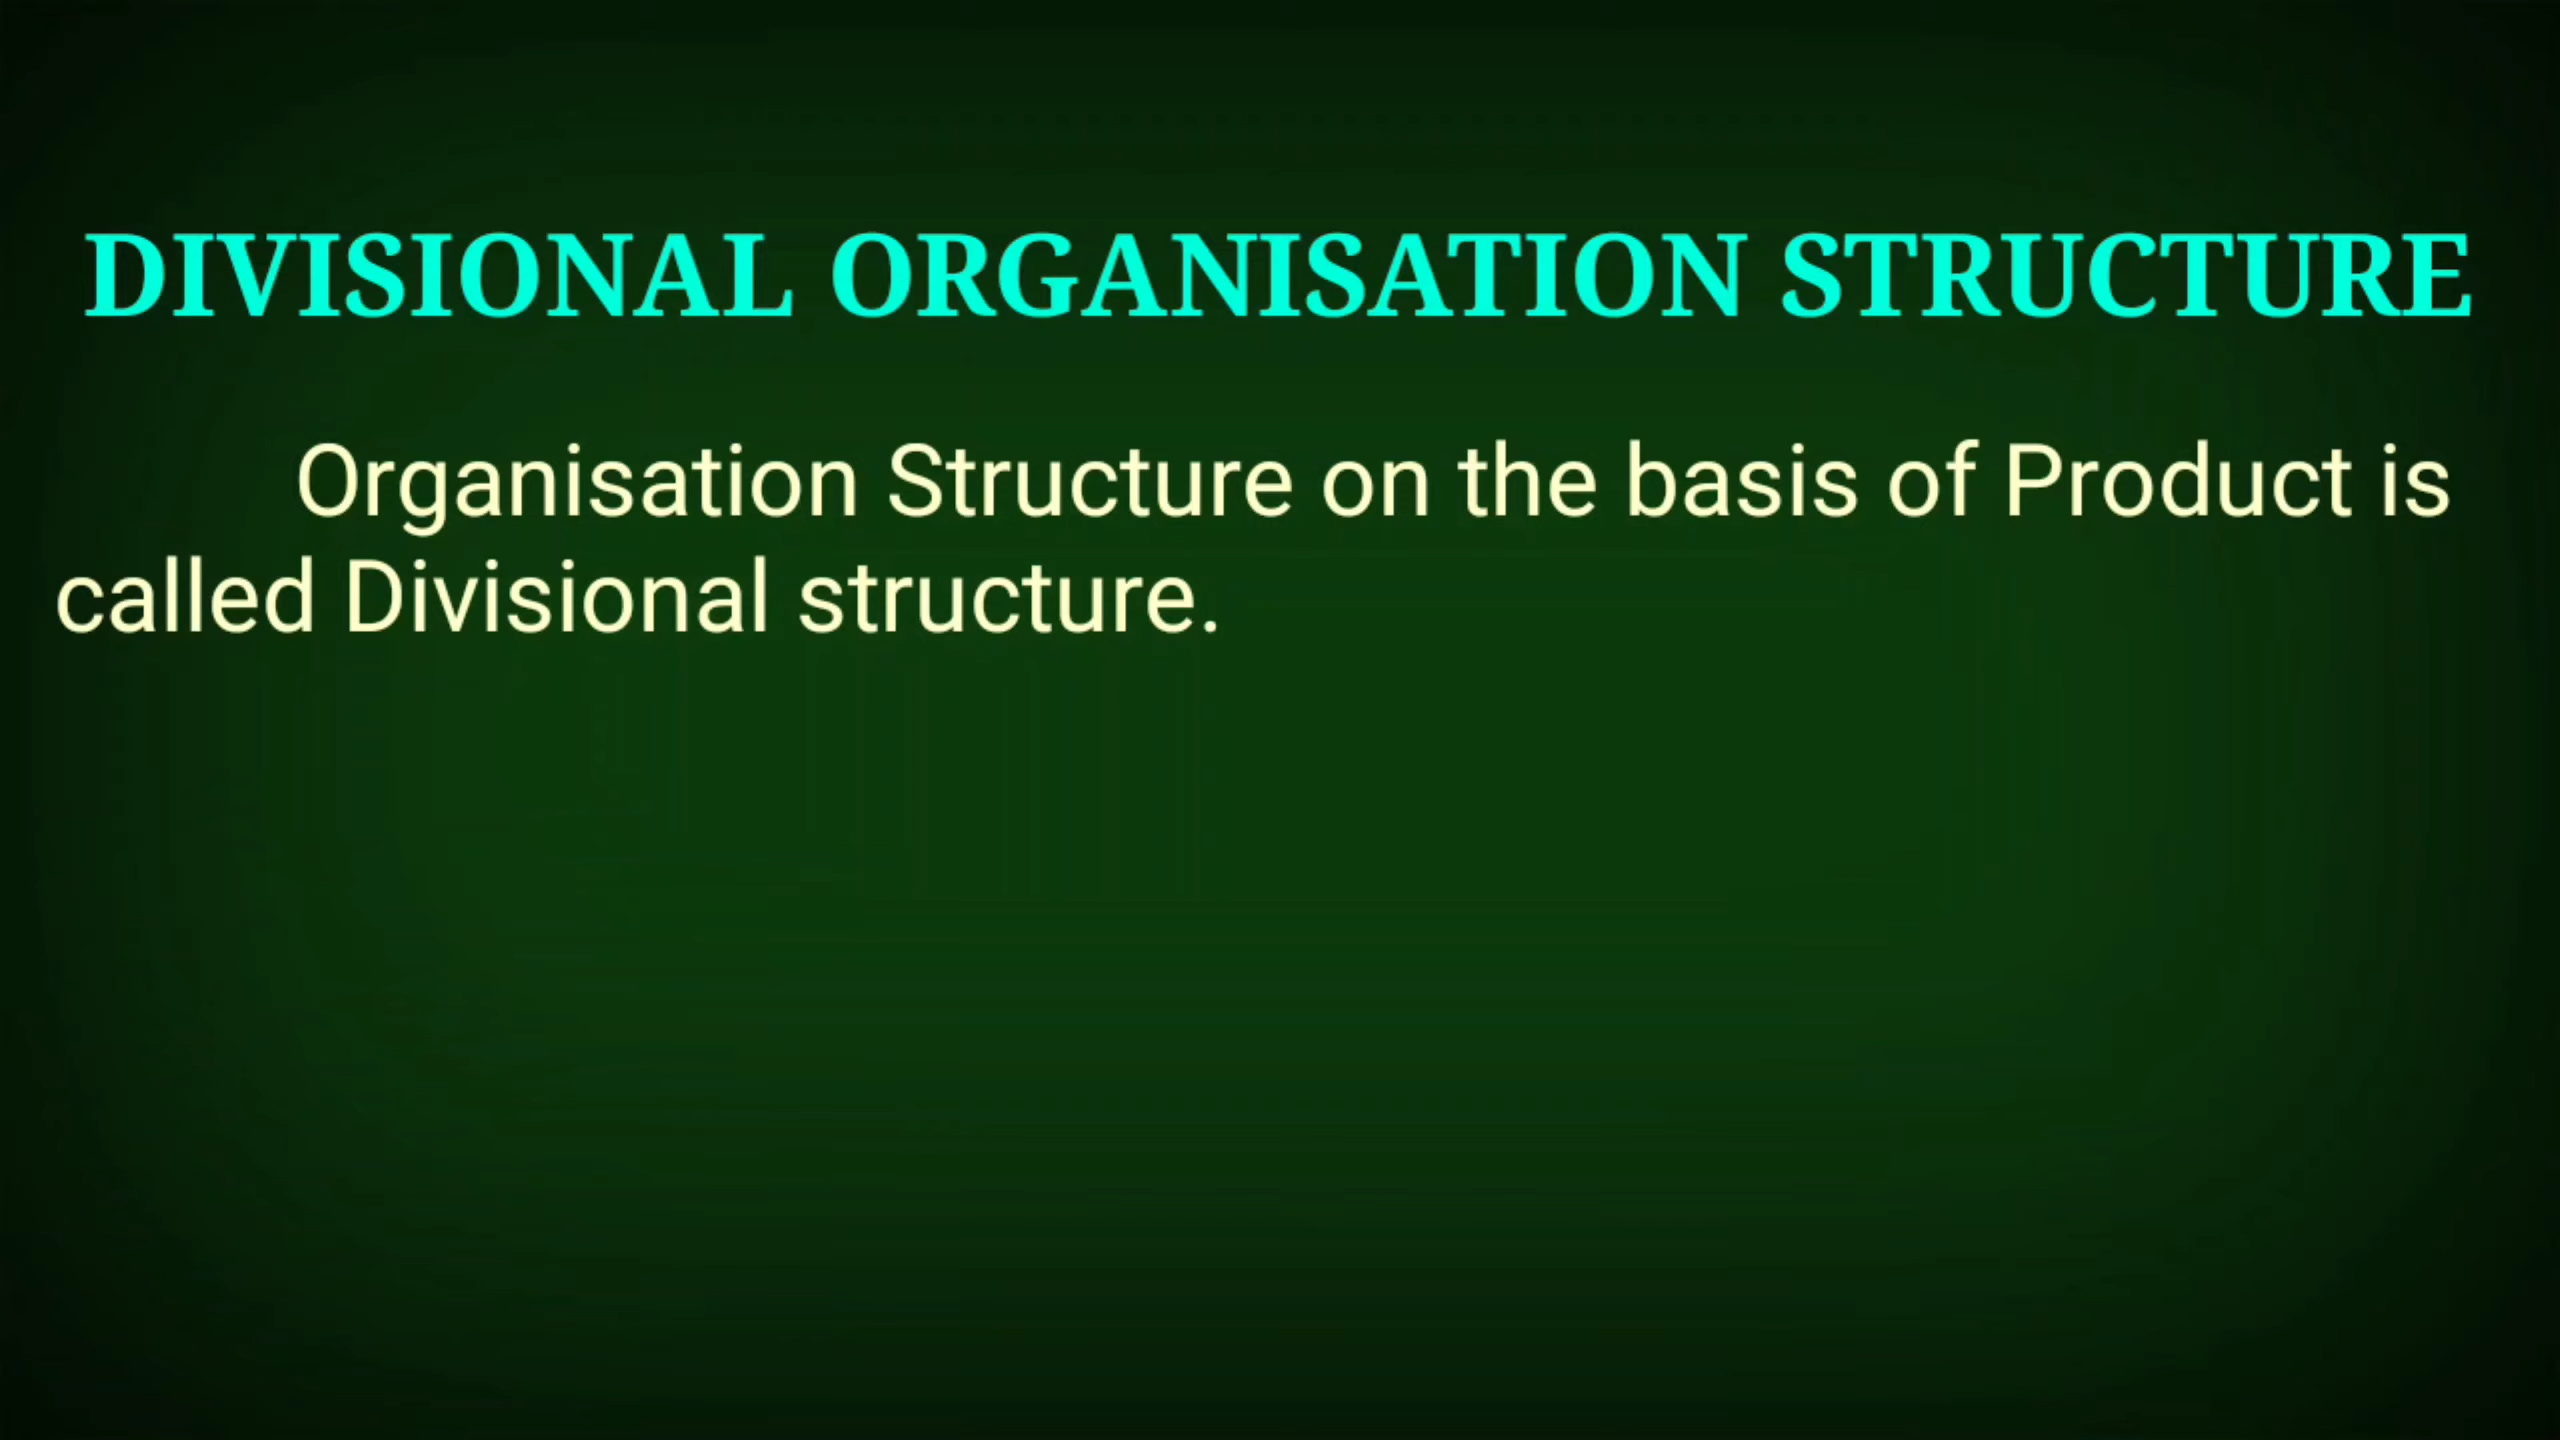 DIVISIONAL ORGANISATION STRUCTURE
Organisation Structure on the basis of Product is
called Divisional structure.